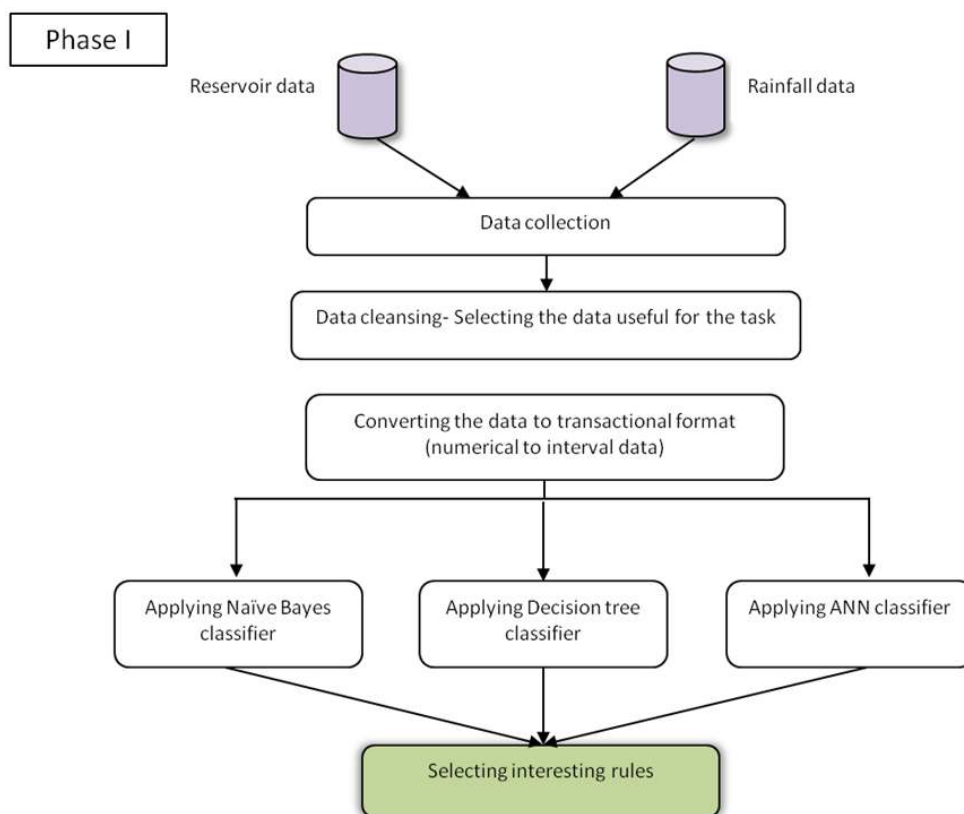 Phase I
Reservoir data
Rainfall data
Data collection
Data cleansing- Selecting the data useful for the task
Converting the data to transactional format
(numerical to interval data)
Applying Naïve Bayes
classifier
Applying Decision tree
classifier
Applying ANN classifier
Selecting interesting rules